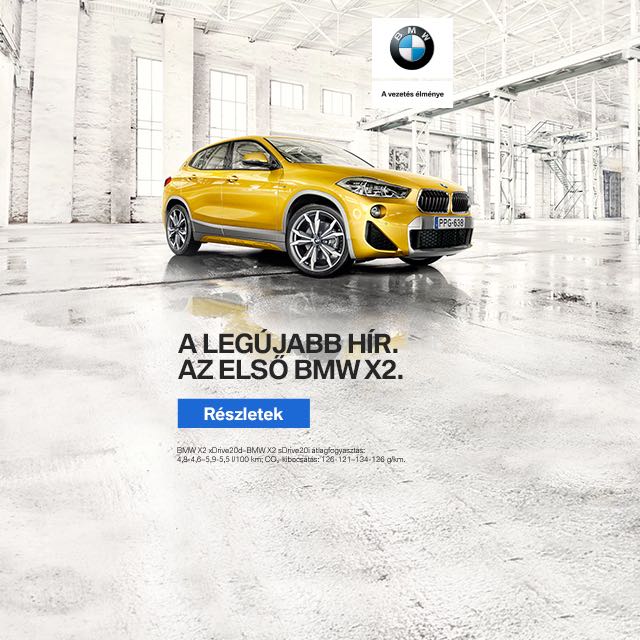 BMW
A vezetés élménye
PPG-638
A LEGÚJABB HÍR.
AZ ELSŐ BMW X2.
Részletek
BMW X2 xDrive20d–BMW X2 sDrive20i átlagfogyasztás:
4,8-4,6–5,9-5,5 l/100 km; CO₂-kibocsátás: 126-121–134-126 g/km.